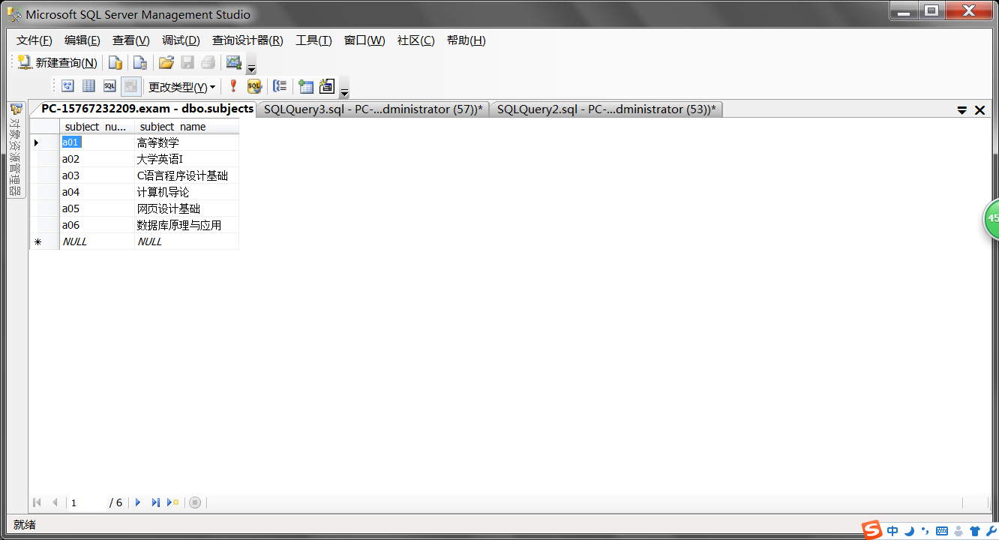 Microsoft SQL Server Management Studio
文件(F) 编辑(E) 查看(V) 调试(D) 查询设计器(R) 工具(T) 窗口(W) 社区(C) 帮助(H)
新建查询(N)
SQL 更改类型(Y) SQL
PC-15767232209.exam - dbo.subjects SQLQuery3.sql - PC-...dministrator (57))* SQLQuery2.sql - PC-...dministrator (53))*
对象资源管理器
subject_nu... subject_name
a01 高等数学
a02 大学英语I
a03 C语言程序设计基础
a04 计算机导论
a05 网页设计基础
a06 数据库原理与应用
NULL NULL
45
1 / 6
就绪
S 中